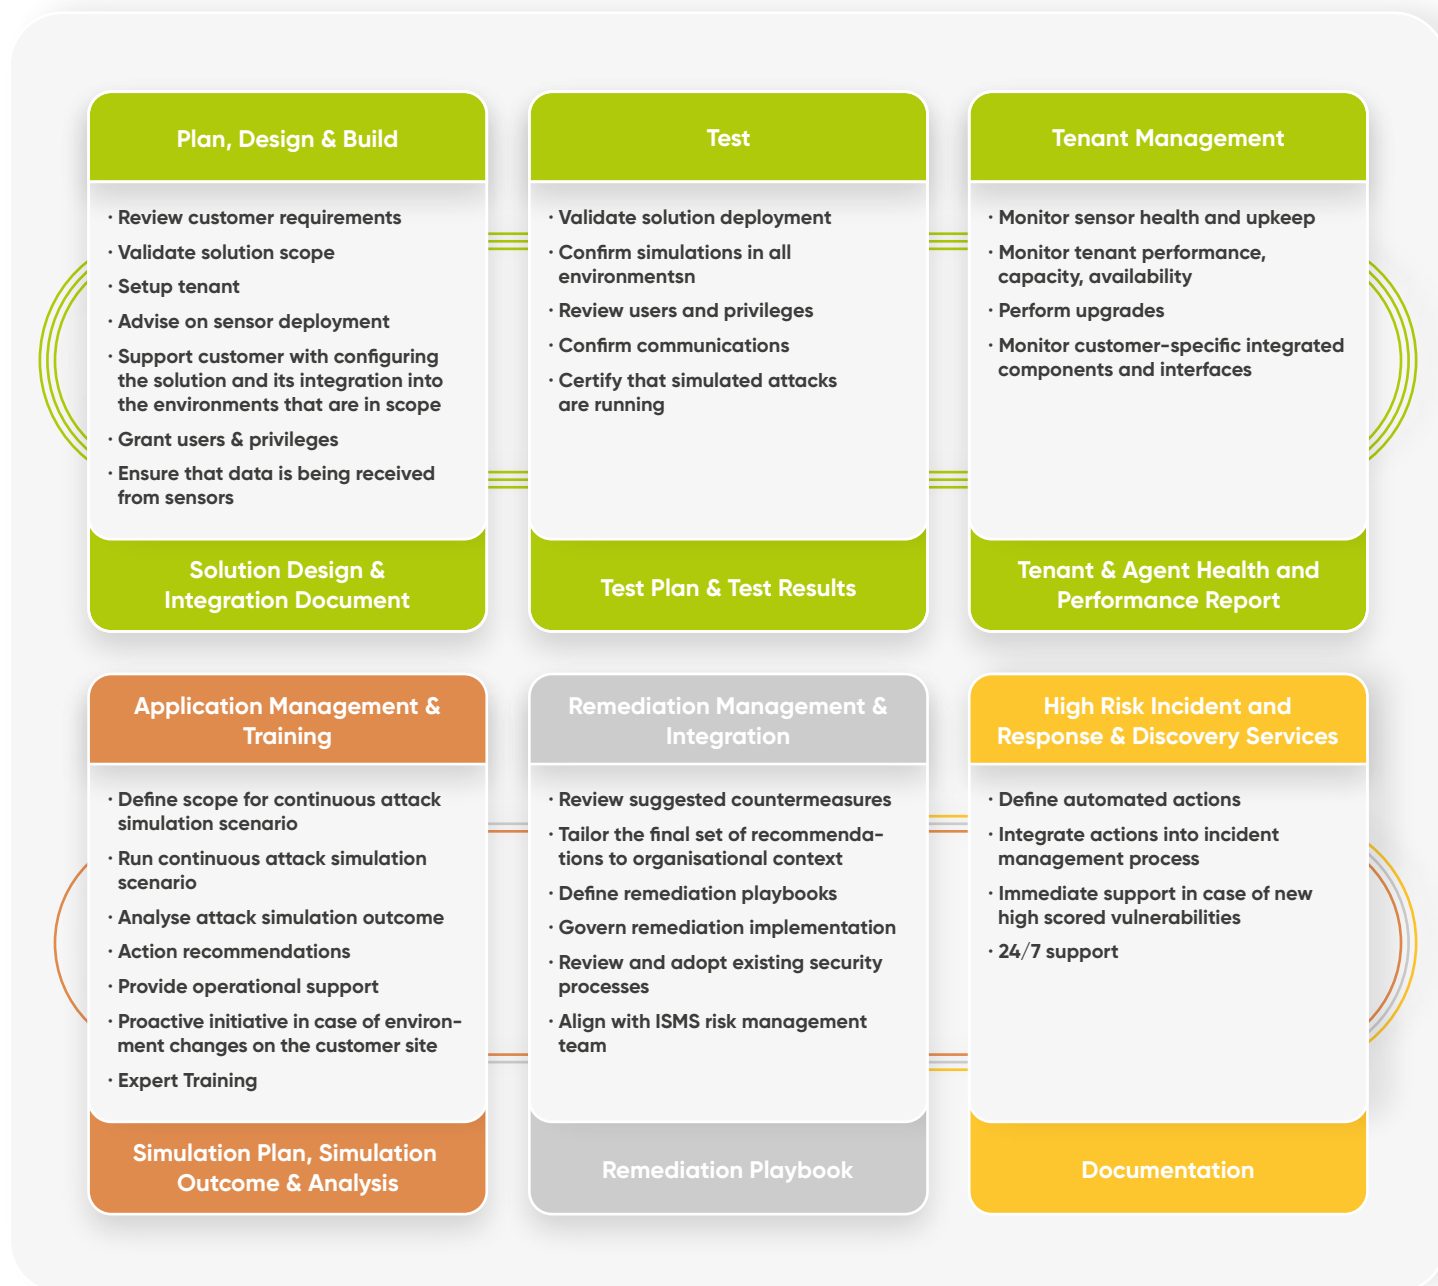 Plan, Design & Build
· Review customer requirements
· Validate solution scope
· Setup tenant
· Advise on sensor deployment
· Support customer with configuring
the solution and its integration into
the environments that are in scope
· Grant users & privileges
· Ensure that data is being received
from sensors
Solution Design &
Integration Document
Test
· Validate solution deployment
· Confirm simulations in all
environmentsn
· Review users and privileges
· Confirm communications
· Certify that simulated attacks
are running
Test Plan & Test Results
Tenant Management
· Monitor sensor health and upkeep
· Monitor tenant performance,
capacity, availability
· Perform upgrades
· Monitor customer-specific integrated
components and interfaces
Tenant & Agent Health and
Performance Report
Application Management &
Training
· Define scope for continuous attack
simulation scenario
· Run continuous attack simulation
scenario
· Analyse attack simulation outcome
· Action recommendations
· Provide operational support
· Proactive initiative in case of environ-
ment changes on the customer site
· Expert Training
Simulation Plan, Simulation
Outcome & Analysis
Remediation Management &
Integration
· Review suggested countermeasures
· Tailor the final set of recommenda-
tions to organisational context
· Define remediation playbooks
· Govern remediation implementation
· Review and adopt existing security
processes
· Align with ISMS risk management
team
Remediation Playbook
High Risk Incident and
Response & Discovery Services
· Define automated actions
· Integrate actions into incident
management process
· Immediate support in case of new
high scored vulnerabilities
· 24/7 support
Documentation